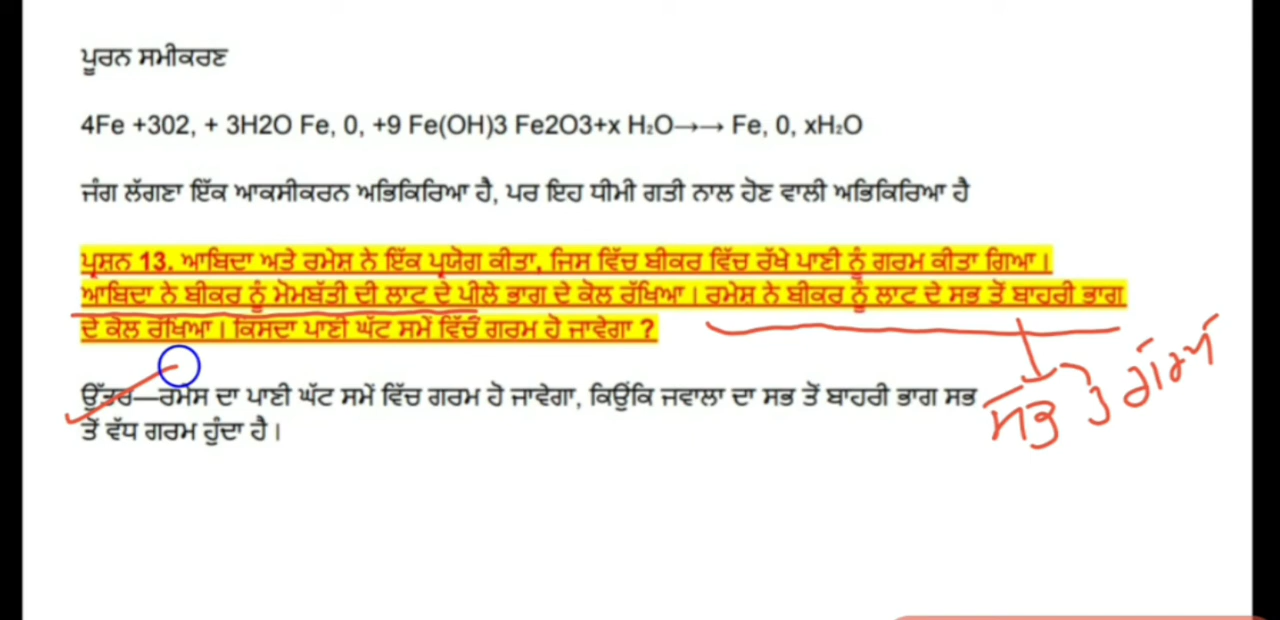 ਪੂਰਨ ਸਮੀਕਰਣ
4Fe +302, + 3H2O Fe, 0, +9 Fe(OH)3 Fe2O3+x H₂O→→ Fe, 0, xH₂O
ਜੰਗ ਲੱਗਣਾ ਇੱਕ ਆਕਸੀਕਰਨ ਅਭਿਕਿਰਿਆ ਹੈ, ਪਰ ਇਹ ਧੀਮੀ ਗਤੀ ਨਾਲ ਹੋਣ ਵਾਲੀ ਅਭਿਕਿਰਿਆ ਹੈ
ਪ੍ਰਸ਼ਨ 13. ਆਬਿਦਾ ਅਤੇ ਰਮੇਸ਼ ਨੇ ਇੱਕ ਪ੍ਰਯੋਗ ਕੀਤਾ, ਜਿਸ ਵਿੱਚ ਬੀਕਰ ਵਿੱਚ ਰੱਖੇ ਪਾਣੀ ਨੂੰ ਗਰਮ ਕੀਤਾ ਗਿਆ।
ਆਬਿਦਾ ਨੇ ਬੀਕਰ ਨੂੰ ਮੋਮਬੱਤੀ ਦੀ ਲਾਟ ਦੇ ਪੀਲੇ ਭਾਗ ਦੇ ਕੋਲ ਰੱਖਿਆ। ਰਮੇਸ਼ ਨੇ ਬੀਕਰ ਨੂੰ ਲਾਟ ਦੇ ਸਭ ਤੋਂ ਬਾਹਰੀ ਭਾਗ
ਦੇ ਕੋਲ ਰੱਖਿਆ। ਕਿਸਦਾ ਪਾਣੀ ਘੱਟ ਸਮੇਂ ਵਿੱਚੋਂ ਗਰਮ ਹੋ ਜਾਵੇਗਾ ?
ਉੱਤਰ—ਰਮੇਸ ਦਾ ਪਾਣੀ ਘੱਟ ਸਮੇਂ ਵਿੱਚ ਗਰਮ ਹੋ ਜਾਵੇਗਾ, ਕਿਉਂਕਿ ਜਵਾਲਾ ਦਾ ਸਭ ਤੋਂ ਬਾਹਰੀ ਭਾਗ ਸਭ
ਤੋਂ ਵੱਧ ਗਰਮ ਹੁੰਦਾ ਹੈ।